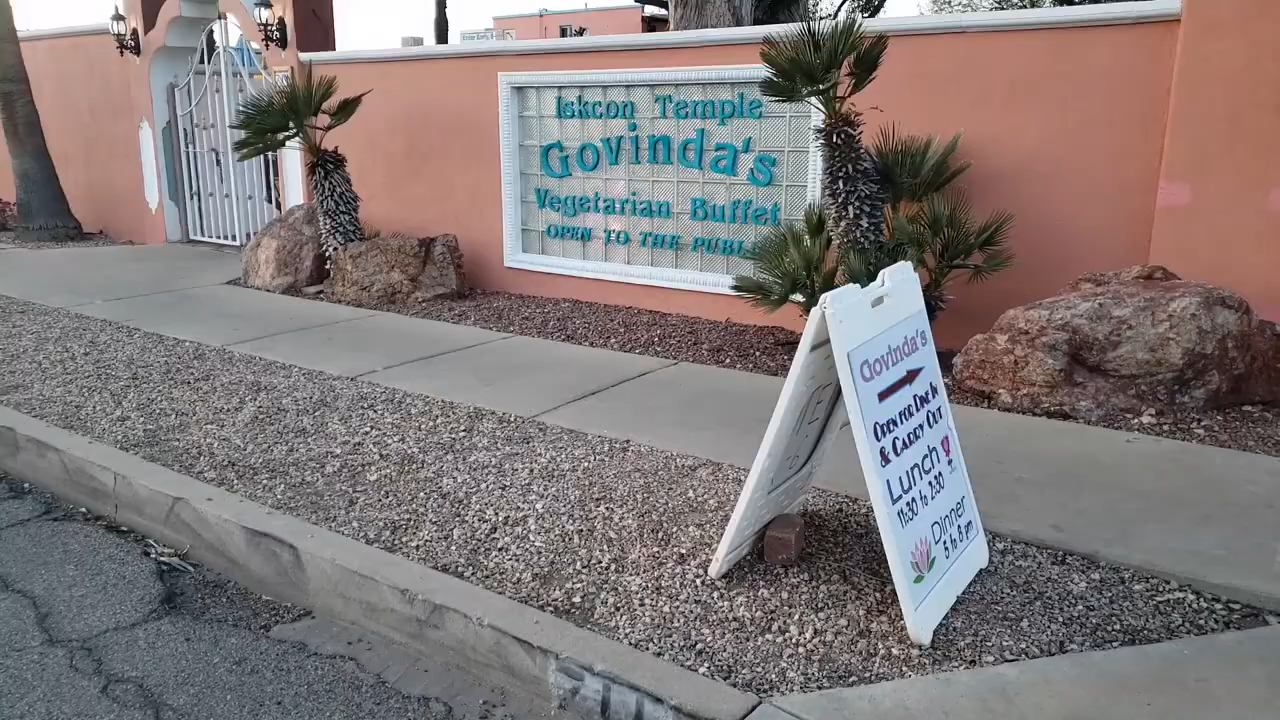 Iskcon Temple
Govinda's
Vegetarian Buffet
OPEN TO THE PUBL
Govinda's
OPEN FOR DINE IN
& CARRY OUT
LUNCH
11:30 to 2:30
Dinner
5 to 8 pm